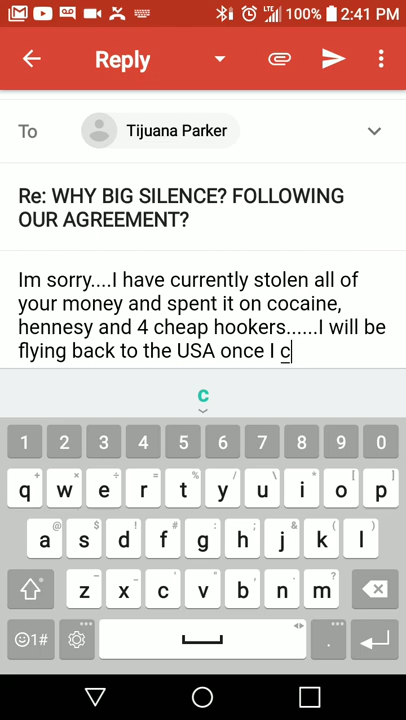 LTE 100% 2:41 PM
Reply
To Tijuana Parker
Re: WHY BIG SILENCE? FOLLOWING
OUR AGREEMENT?
Im sorry....I have currently stolen all of
your money and spent it on cocaine,
hennesy and 4 cheap hookers......I will be
flying back to the USA once I c
c
1 2 3 4 5 6 7 8 9 0
+ × ÷ = % / \ | [ ]
q w e r t y u i o p
@ $ ! # : ; & ( )
a s d f g h j k l
- ' " ?
z x c v b n m
1# .